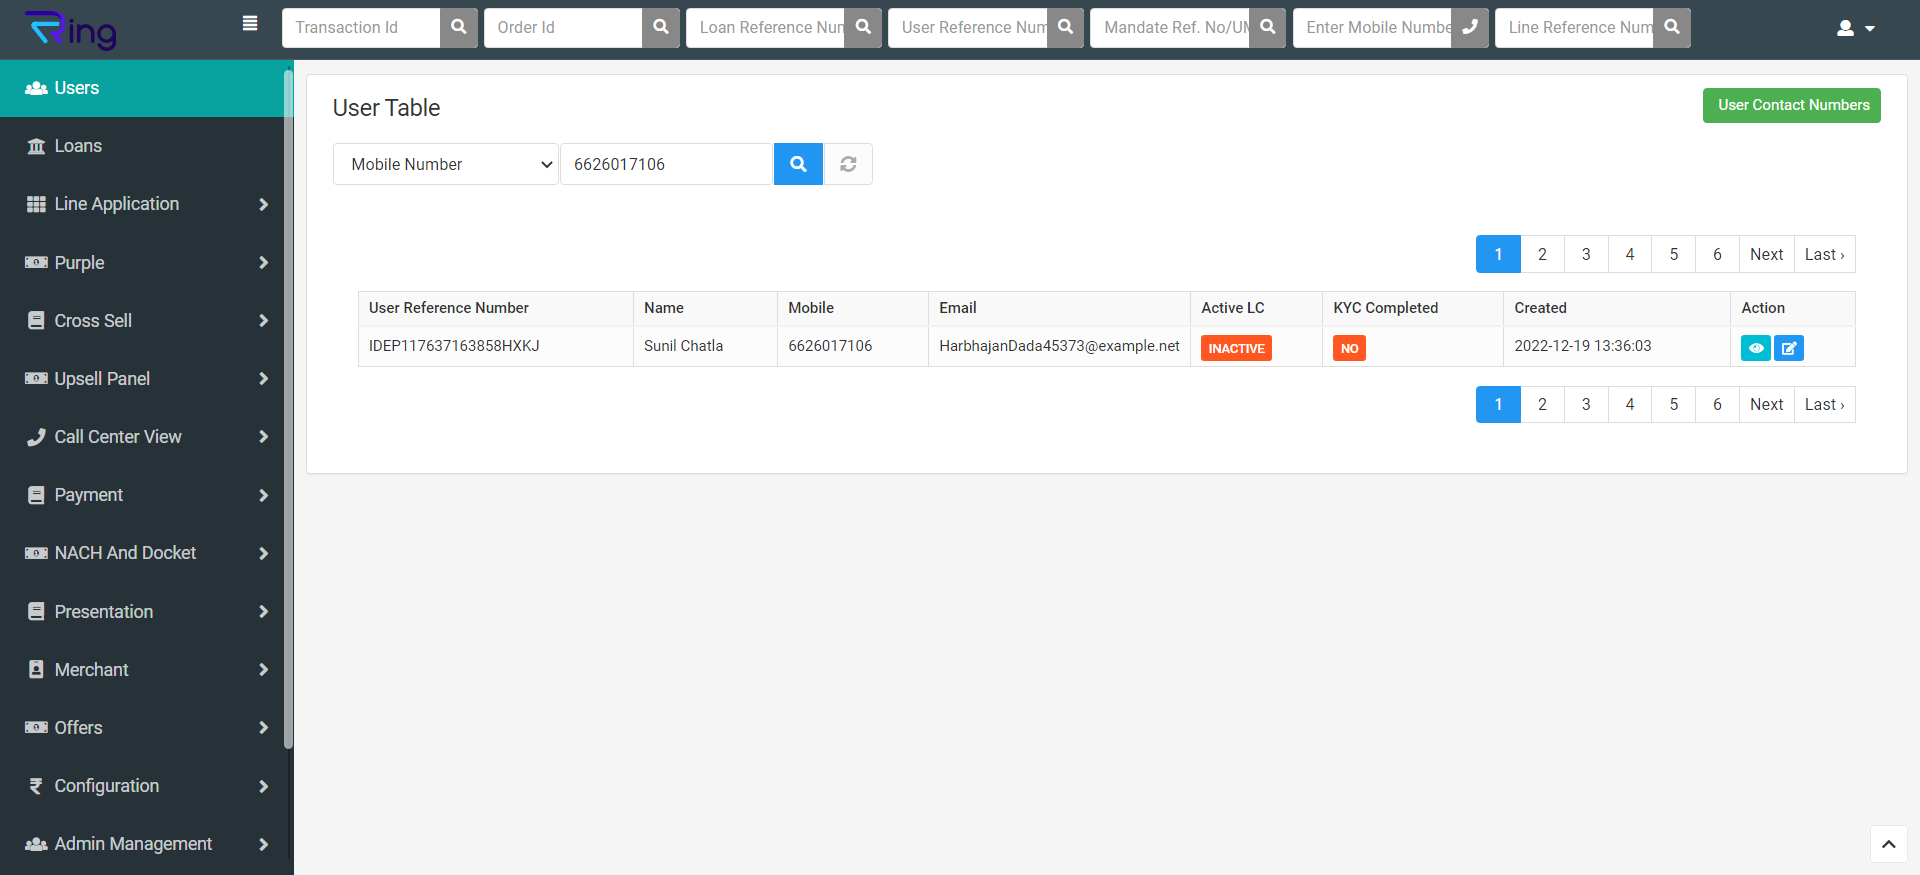 Ring
Transaction Id
Order Id
Loan Reference Nun
User Reference Num
Mandate Ref. No/UM
Enter Mobile Numbe
Line Reference Num
Users
Loans
Line Application
Purple
Cross Sell
Upsell Panel
Call Center View
Payment
NACH And Docket
Presentation
Merchant
Offers
Configuration
Admin Management
User Table
User Contact Numbers
Mobile Number
6626017106
1 2 3 4 5 6 Next Last ›
User Reference Number Name Mobile Email Active LC KYC Completed Created Action
IDEP117637163858HXKJ Sunil Chatla 6626017106 HarbhajanDada45373@example.net INACTIVE NO 2022-12-19 13:36:03
1 2 3 4 5 6 Next Last ›